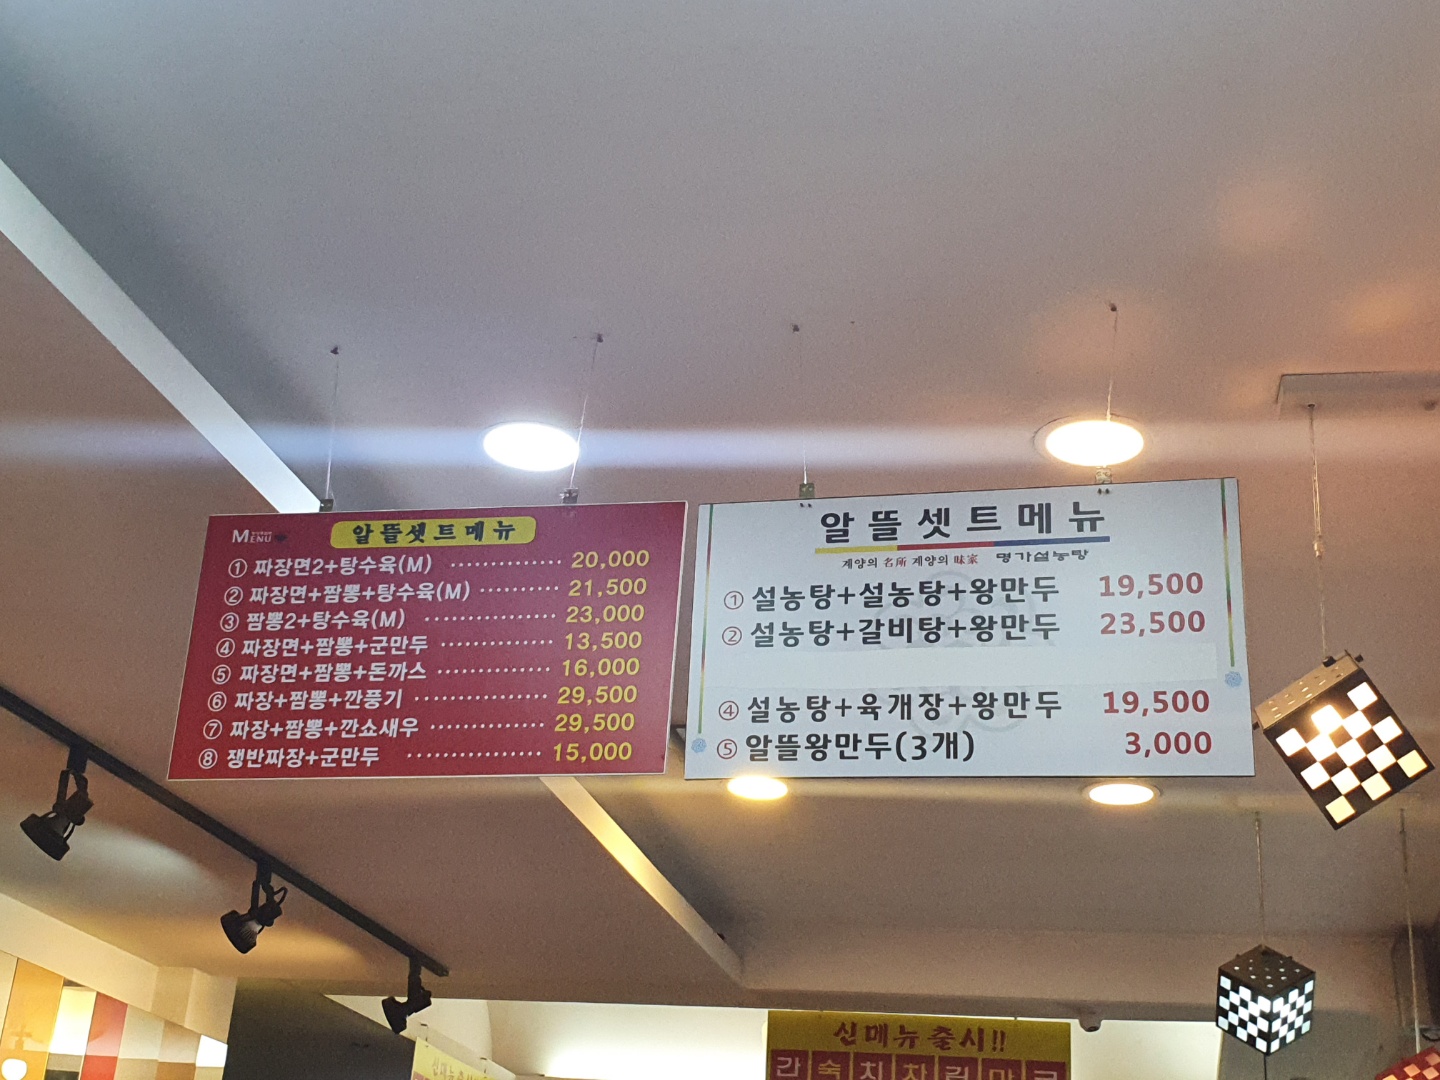 MENU
알뜰셋트메뉴
① 짜장면2+탕수육(M) ............... 20,000
② 짜장면+짬뽕+탕수육(M) .......... 21,500
③ 짬뽕2+탕수육(M) .................. 23,000
④ 짜장면+짬뽕+군만두 ............... 13,500
⑤ 짜장면+짬뽕+돈까스 ............... 16,000
⑥ 짜장+짬뽕+깐풍기 .................. 29,500
⑦ 짜장+짬뽕+깐쇼새우 ............... 29,500
⑧ 쟁반짜장+군만두 .................. 15,000
알뜰셋트메뉴
계양의 名所 계양의 味家 명가설농탕
① 설농탕+설농탕+왕만두 19,500
② 설농탕+갈비탕+왕만두 23,500
④ 설농탕+육개장+왕만두 19,500
⑤ 알뜰왕만두(3개) 3,000
신메뉴출시!!
신메뉴출시!!